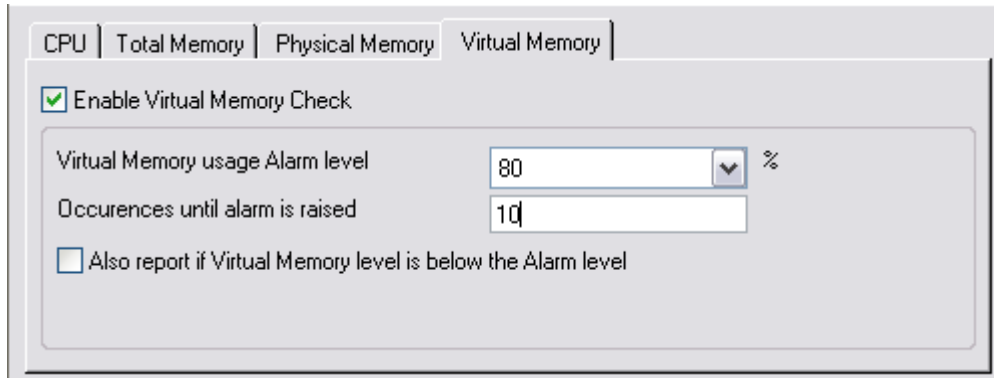 CPU Total Memory Physical Memory Virtual Memory
Enable Virtual Memory Check
Virtual Memory usage Alarm level 80 %
Occurences until alarm is raised 10
Also report if Virtual Memory level is below the Alarm level